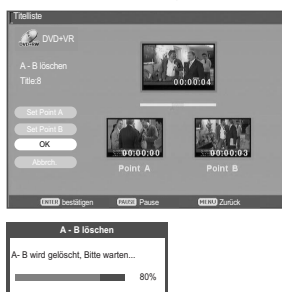 Titelliste
DVD+VR
A - B löschen
Title:8
00:00:04
Set Point A
Set Point B
OK
Abbrch.
00:00:00
00:00:03
Point A
Point B
ENTER bestätigen
PAUSE Pause
MENU Zurück
A - B löschen
A- B wird gelöscht, Bitte warten...
80%